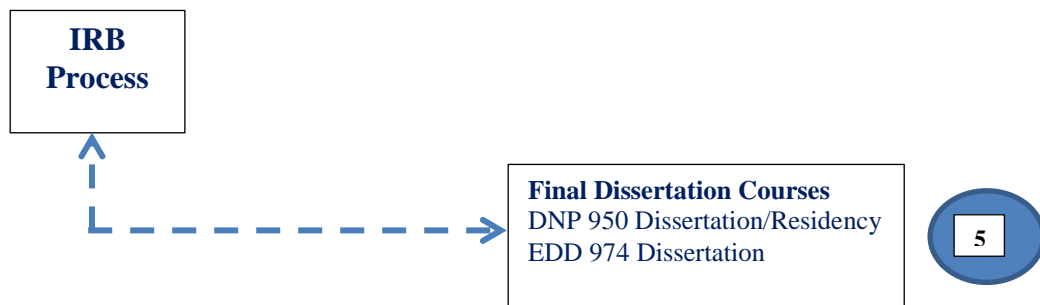 IRB
Process
Final Dissertation Courses
DNP 950 Dissertation/Residency
EDD 974 Dissertation
5